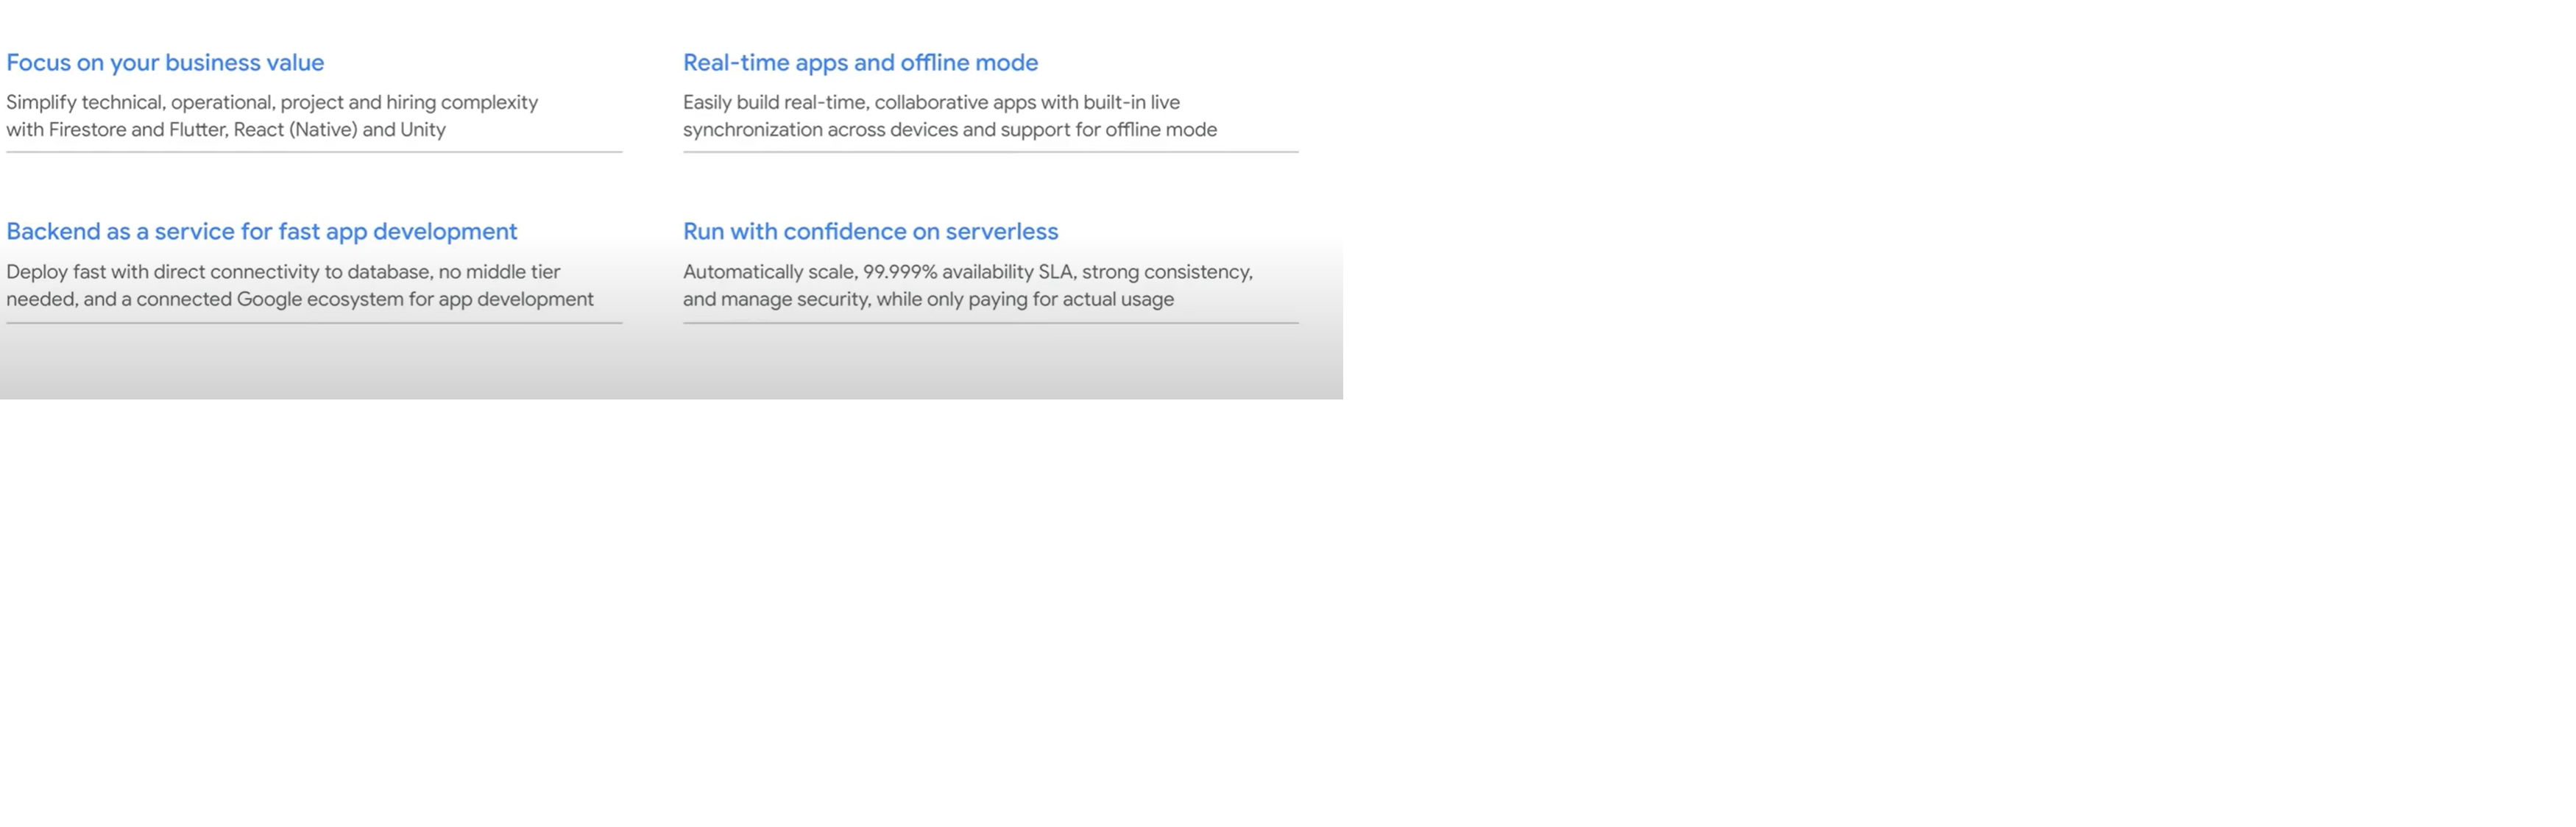 Focus on your business value
Simplify technical, operational, project and hiring complexity
with Firestore and Flutter, React (Native) and Unity
Real-time apps and offline mode
Easily build real-time, collaborative apps with built-in live
synchronization across devices and support for offline mode
Backend as a service for fast app development
Deploy fast with direct connectivity to database, no middle tier
needed, and a connected Google ecosystem for app development
Run with confidence on serverless
Automatically scale, 99.999% availability SLA, strong consistency,
and manage security, while only paying for actual usage